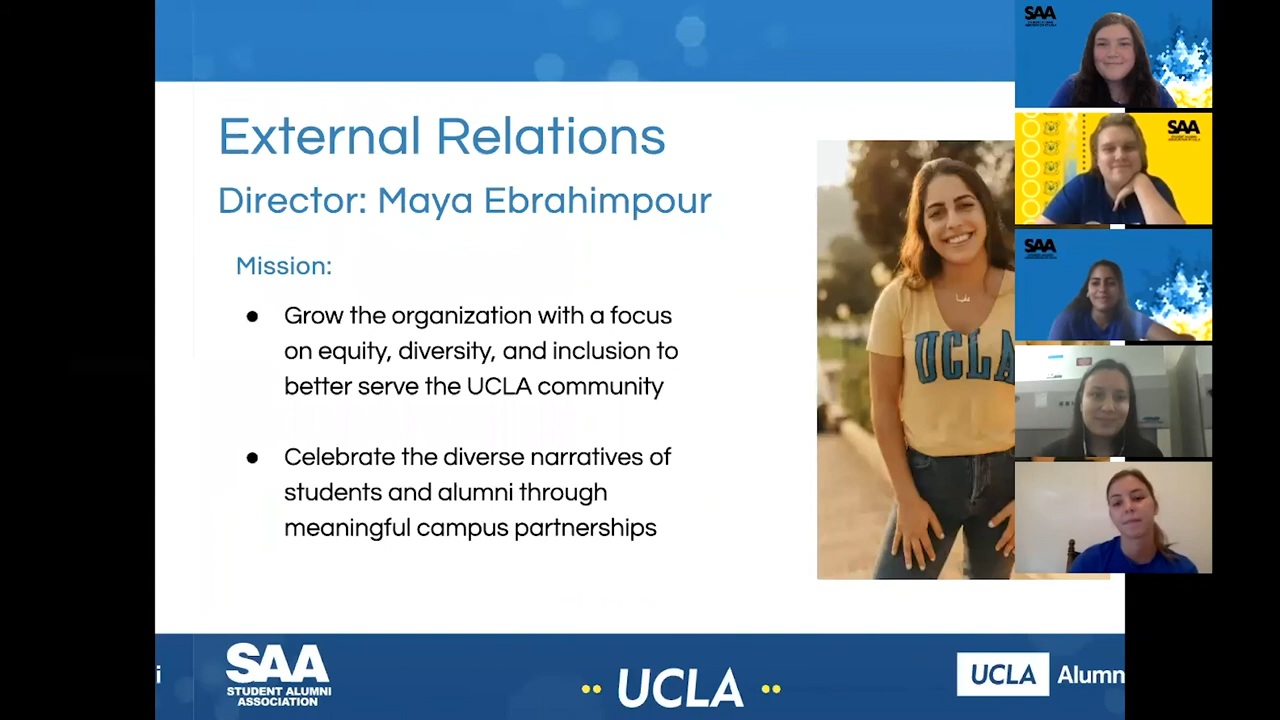 External Relations
Director: Maya Ebrahimpour
Mission:
● Grow the organization with a focus
on equity, diversity, and inclusion to
better serve the UCLA community
● Celebrate the diverse narratives of
students and alumni through
meaningful campus partnerships
UCLA
SAA
SAA
SAA
i
SAA
STUDENT ALUMNI
ASSOCIATION
UCLA
UCLA Alumn